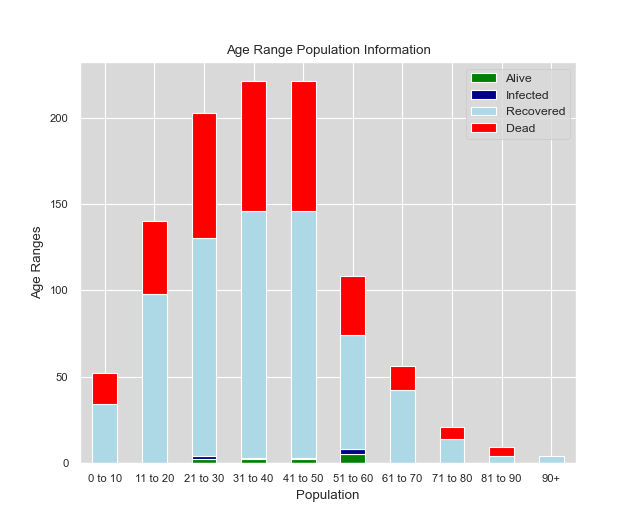 Age Range Population Information
Alive
Infected
Recovered
Dead
Age Ranges
200
150
100
50
0
0 to 10 11 to 20 21 to 30 31 to 40 41 to 50 51 to 60 61 to 70 71 to 80 81 to 90 90+
Population